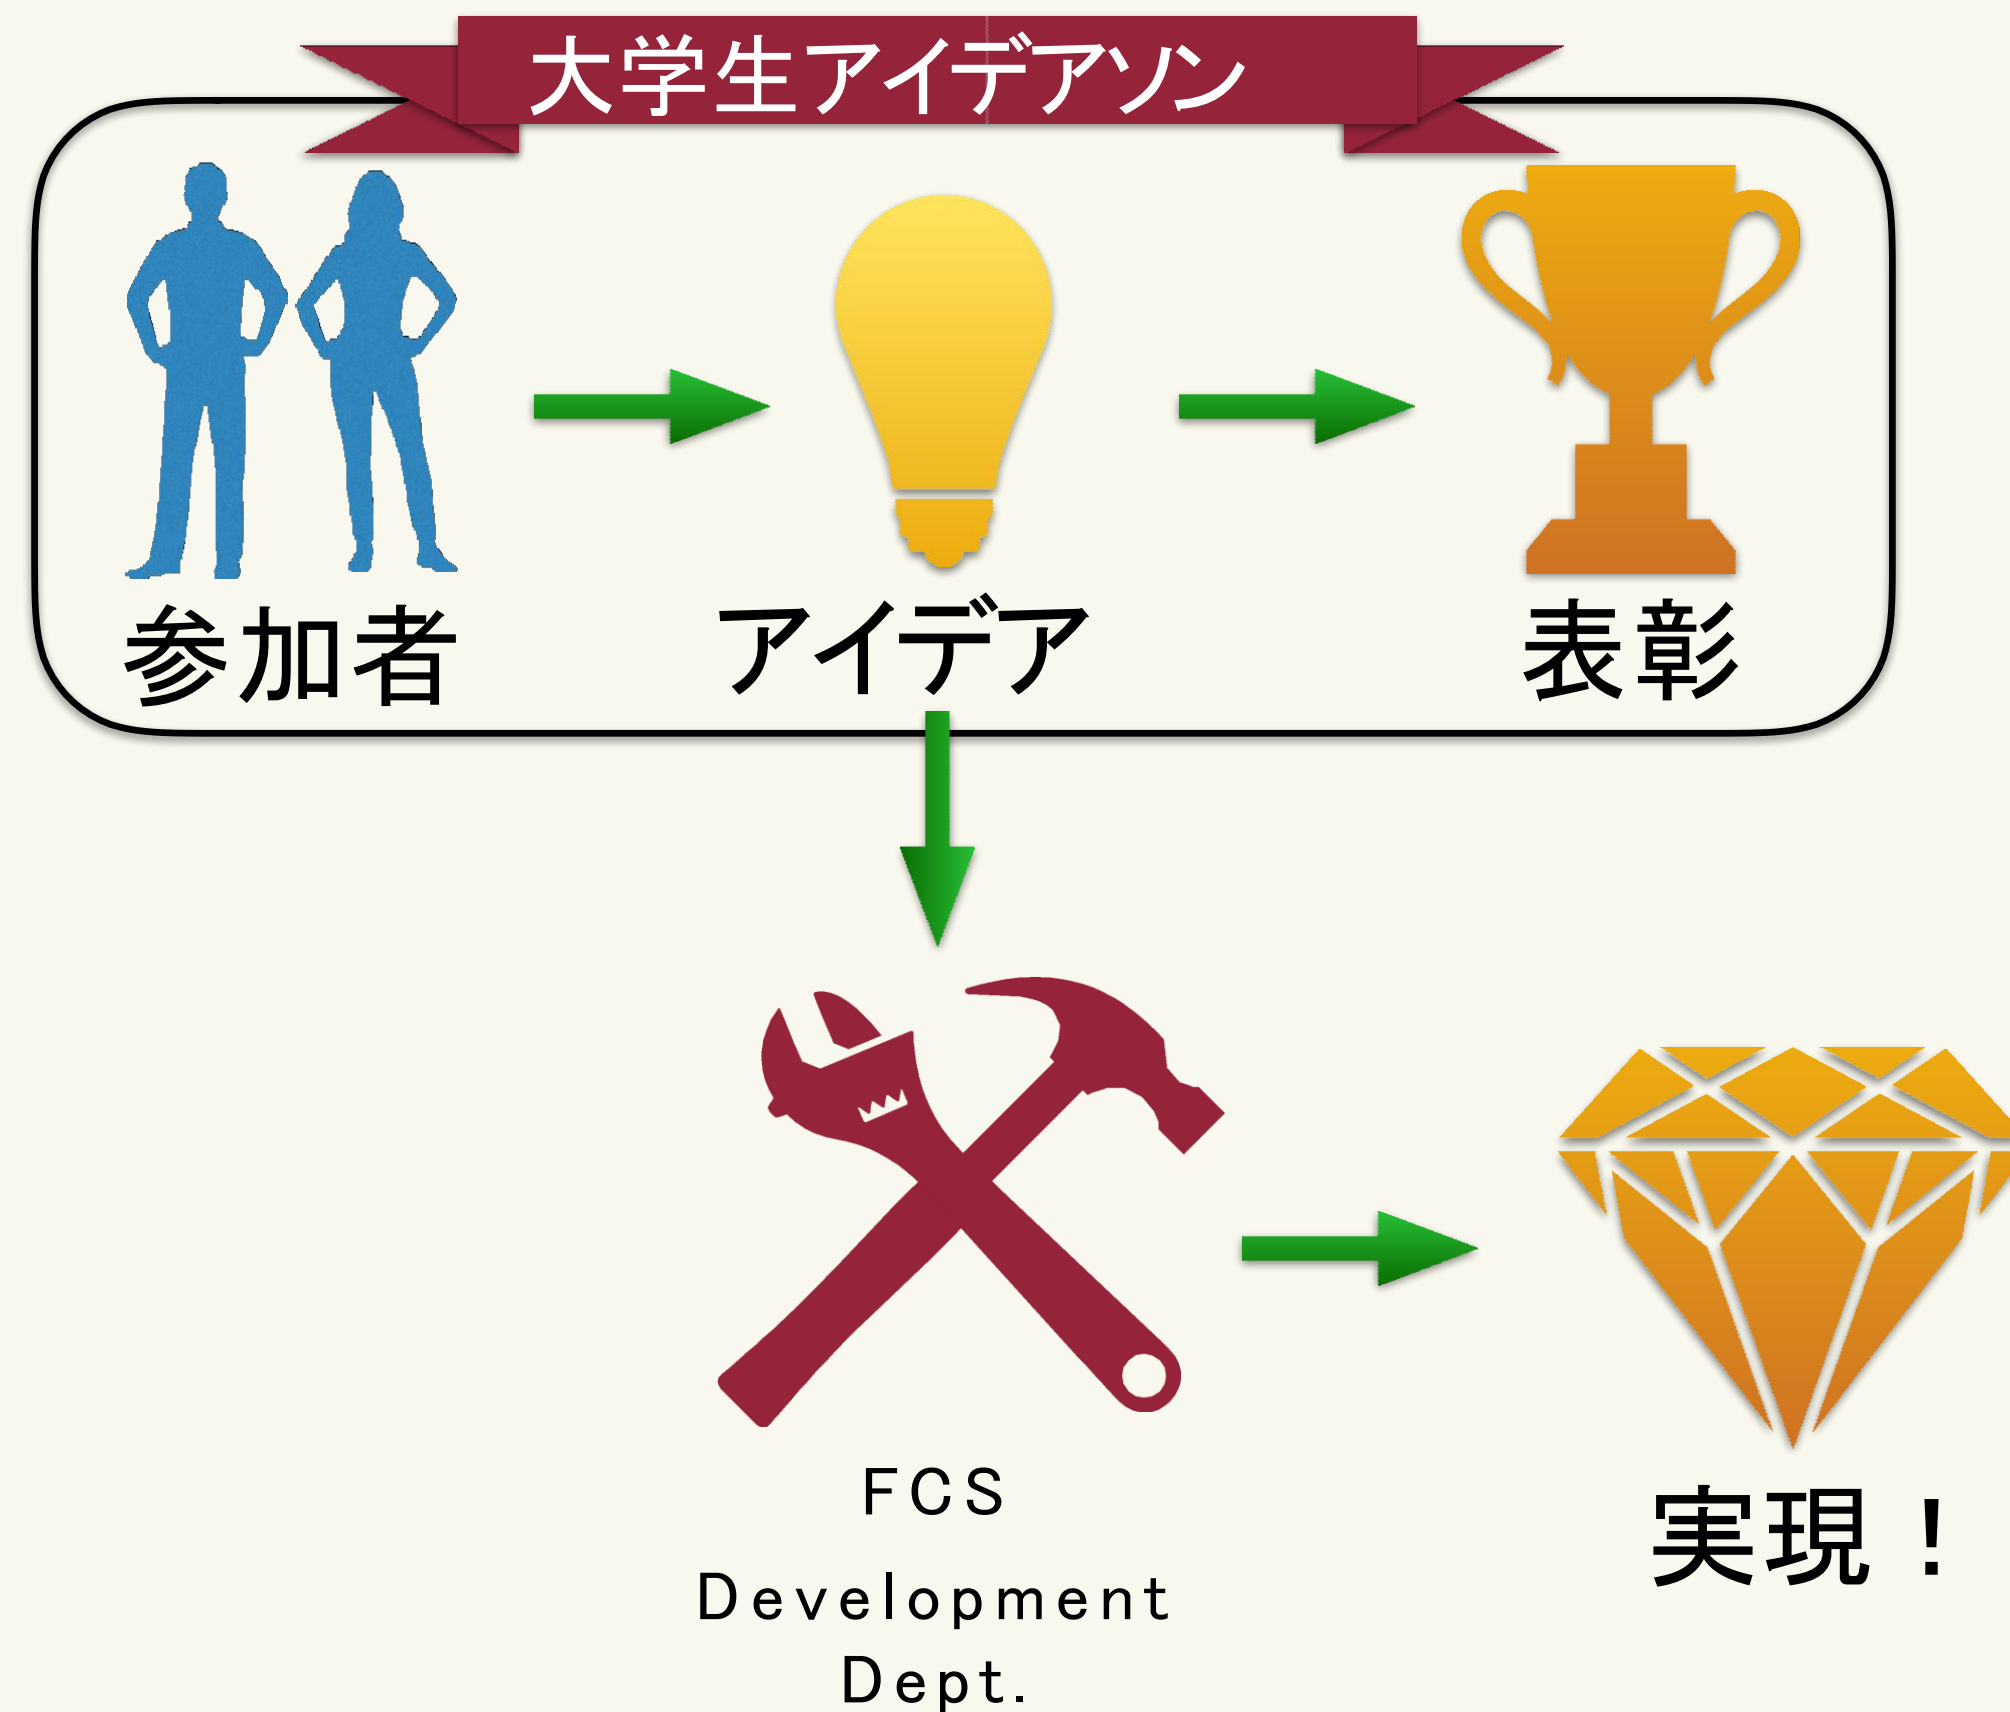 大学生アイデアソン
参加者
アイデア
表彰
FCS
Development
Dept.
実現！